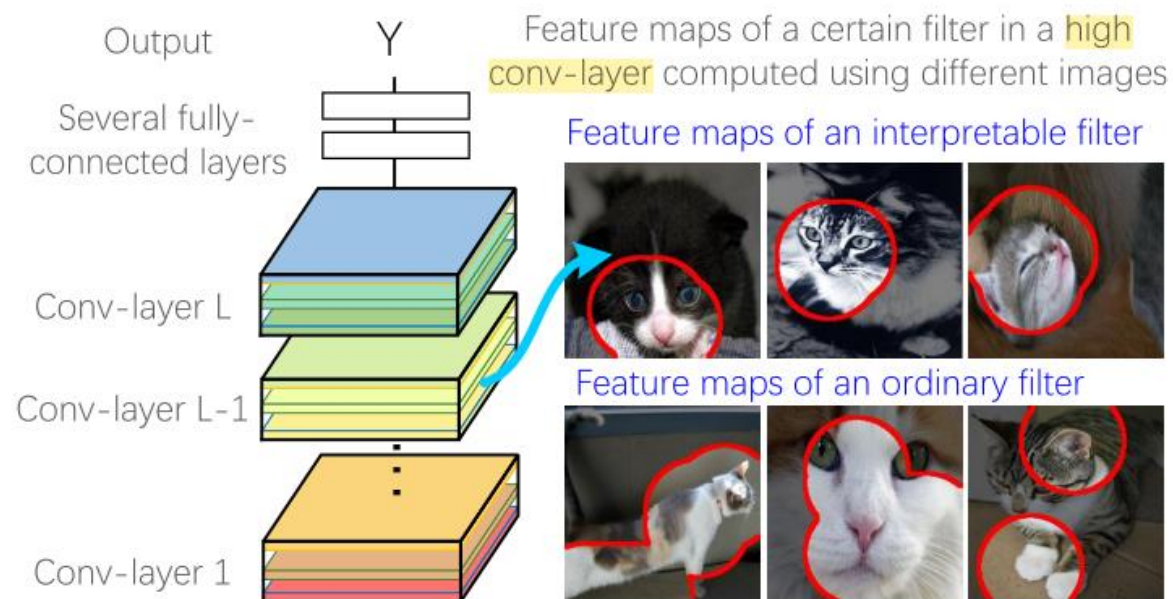 Output
Y
Several fully-
connected layers
Conv-layer L
Conv-layer L-1
Conv-layer 1
Feature maps of a certain filter in a high
conv-layer computed using different images
Feature maps of an interpretable filter
Feature maps of an ordinary filter